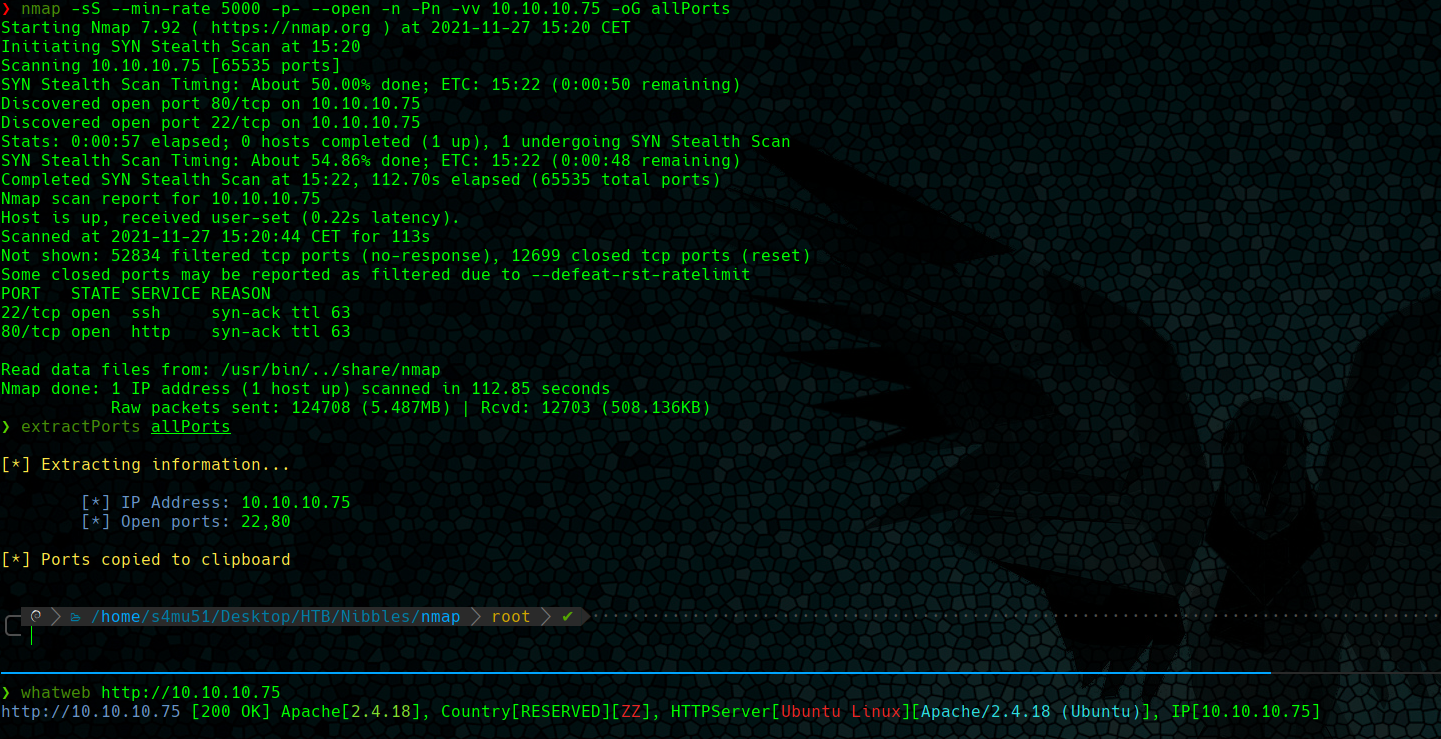 ❯ nmap -sS --min-rate 5000 -p- --open -n -Pn -vv 10.10.10.75 -oG allPorts
Starting Nmap 7.92 ( https://nmap.org ) at 2021-11-27 15:20 CET
Initiating SYN Stealth Scan at 15:20
Scanning 10.10.10.75 [65535 ports]
SYN Stealth Scan Timing: About 50.00% done; ETC: 15:22 (0:00:50 remaining)
Discovered open port 80/tcp on 10.10.10.75
Discovered open port 22/tcp on 10.10.10.75
Stats: 0:00:57 elapsed; 0 hosts completed (1 up), 1 undergoing SYN Stealth Scan
SYN Stealth Scan Timing: About 54.86% done; ETC: 15:22 (0:00:48 remaining)
Completed SYN Stealth Scan at 15:22, 112.70s elapsed (65535 total ports)
Nmap scan report for 10.10.10.75
Host is up, received user-set (0.22s latency).
Scanned at 2021-11-27 15:20:44 CET for 113s
Not shown: 52834 filtered tcp ports (no-response), 12699 closed tcp ports (reset)
Some closed ports may be reported as filtered due to --defeat-rst-ratelimit
PORT   STATE SERVICE REASON
22/tcp open  ssh     syn-ack ttl 63
80/tcp open  http    syn-ack ttl 63
Read data files from: /usr/bin/../share/nmap
Nmap done: 1 IP address (1 host up) scanned in 112.85 seconds
           Raw packets sent: 124708 (5.487MB) | Rcvd: 12703 (508.136KB)
❯ extractPorts allPorts
[*] Extracting information...
        [*] IP Address: 10.10.10.75
        [*] Open ports: 22,80
[*] Ports copied to clipboard
/home/s4mu51/Desktop/HTB/Nibbles/nmap root ✔
❯ whatweb http://10.10.10.75
http://10.10.10.75 [200 OK] Apache[2.4.18], Country[RESERVED][ZZ], HTTPServer[Ubuntu Linux][Apache/2.4.18 (Ubuntu)], IP[10.10.10.75]